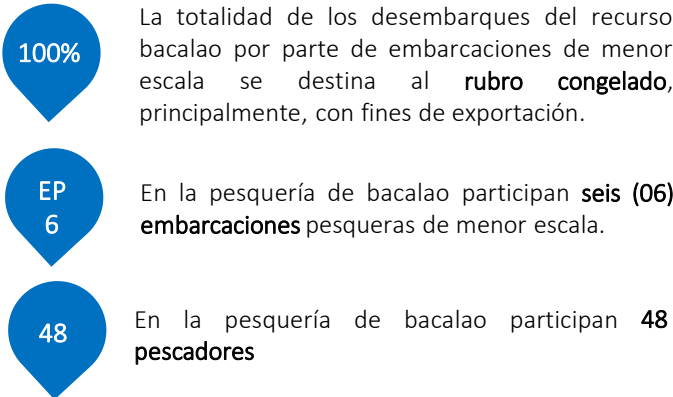 100%
La totalidad de los desembarques del recurso
bacalao por parte de embarcaciones de menor
escala se destina al rubro congelado,
principalmente, con fines de exportación.
EP
6
En la pesquería de bacalao participan seis (06)
embarcaciones pesqueras de menor escala.
48
En la pesquería de bacalao participan 48
pescadores